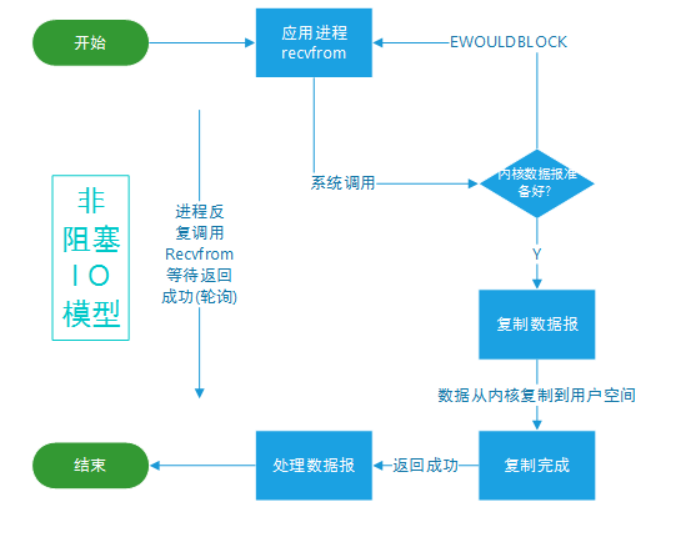 开始
应用进程
recvfrom
EWOULDBLOCK
系统调用
内核数据报准
备好?
非
阻塞
IO
模型
进程反
复调用
Recvfrom
等待返回
成功(轮询)
Y
复制数据报
数据从内核复制到用户空间
结束
处理数据报
返回成功
复制完成